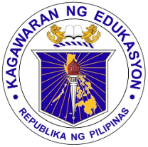 KAGAWARAN NG EDUKASYON
REPUBLIKA NG PILIPINAS